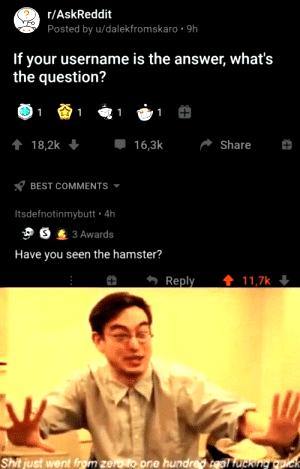 r/AskReddit
Posted by u/dalekfromskaro • 9h
If your username is the answer, what's
the question?
1 1 1 1
18,2k 16,3k Share
BEST COMMENTS
Itsdefnotinmybutt • 4h
S 3 Awards
Have you seen the hamster?
Reply 11,7k
Shit just went from zero to one hundred real fucking quick